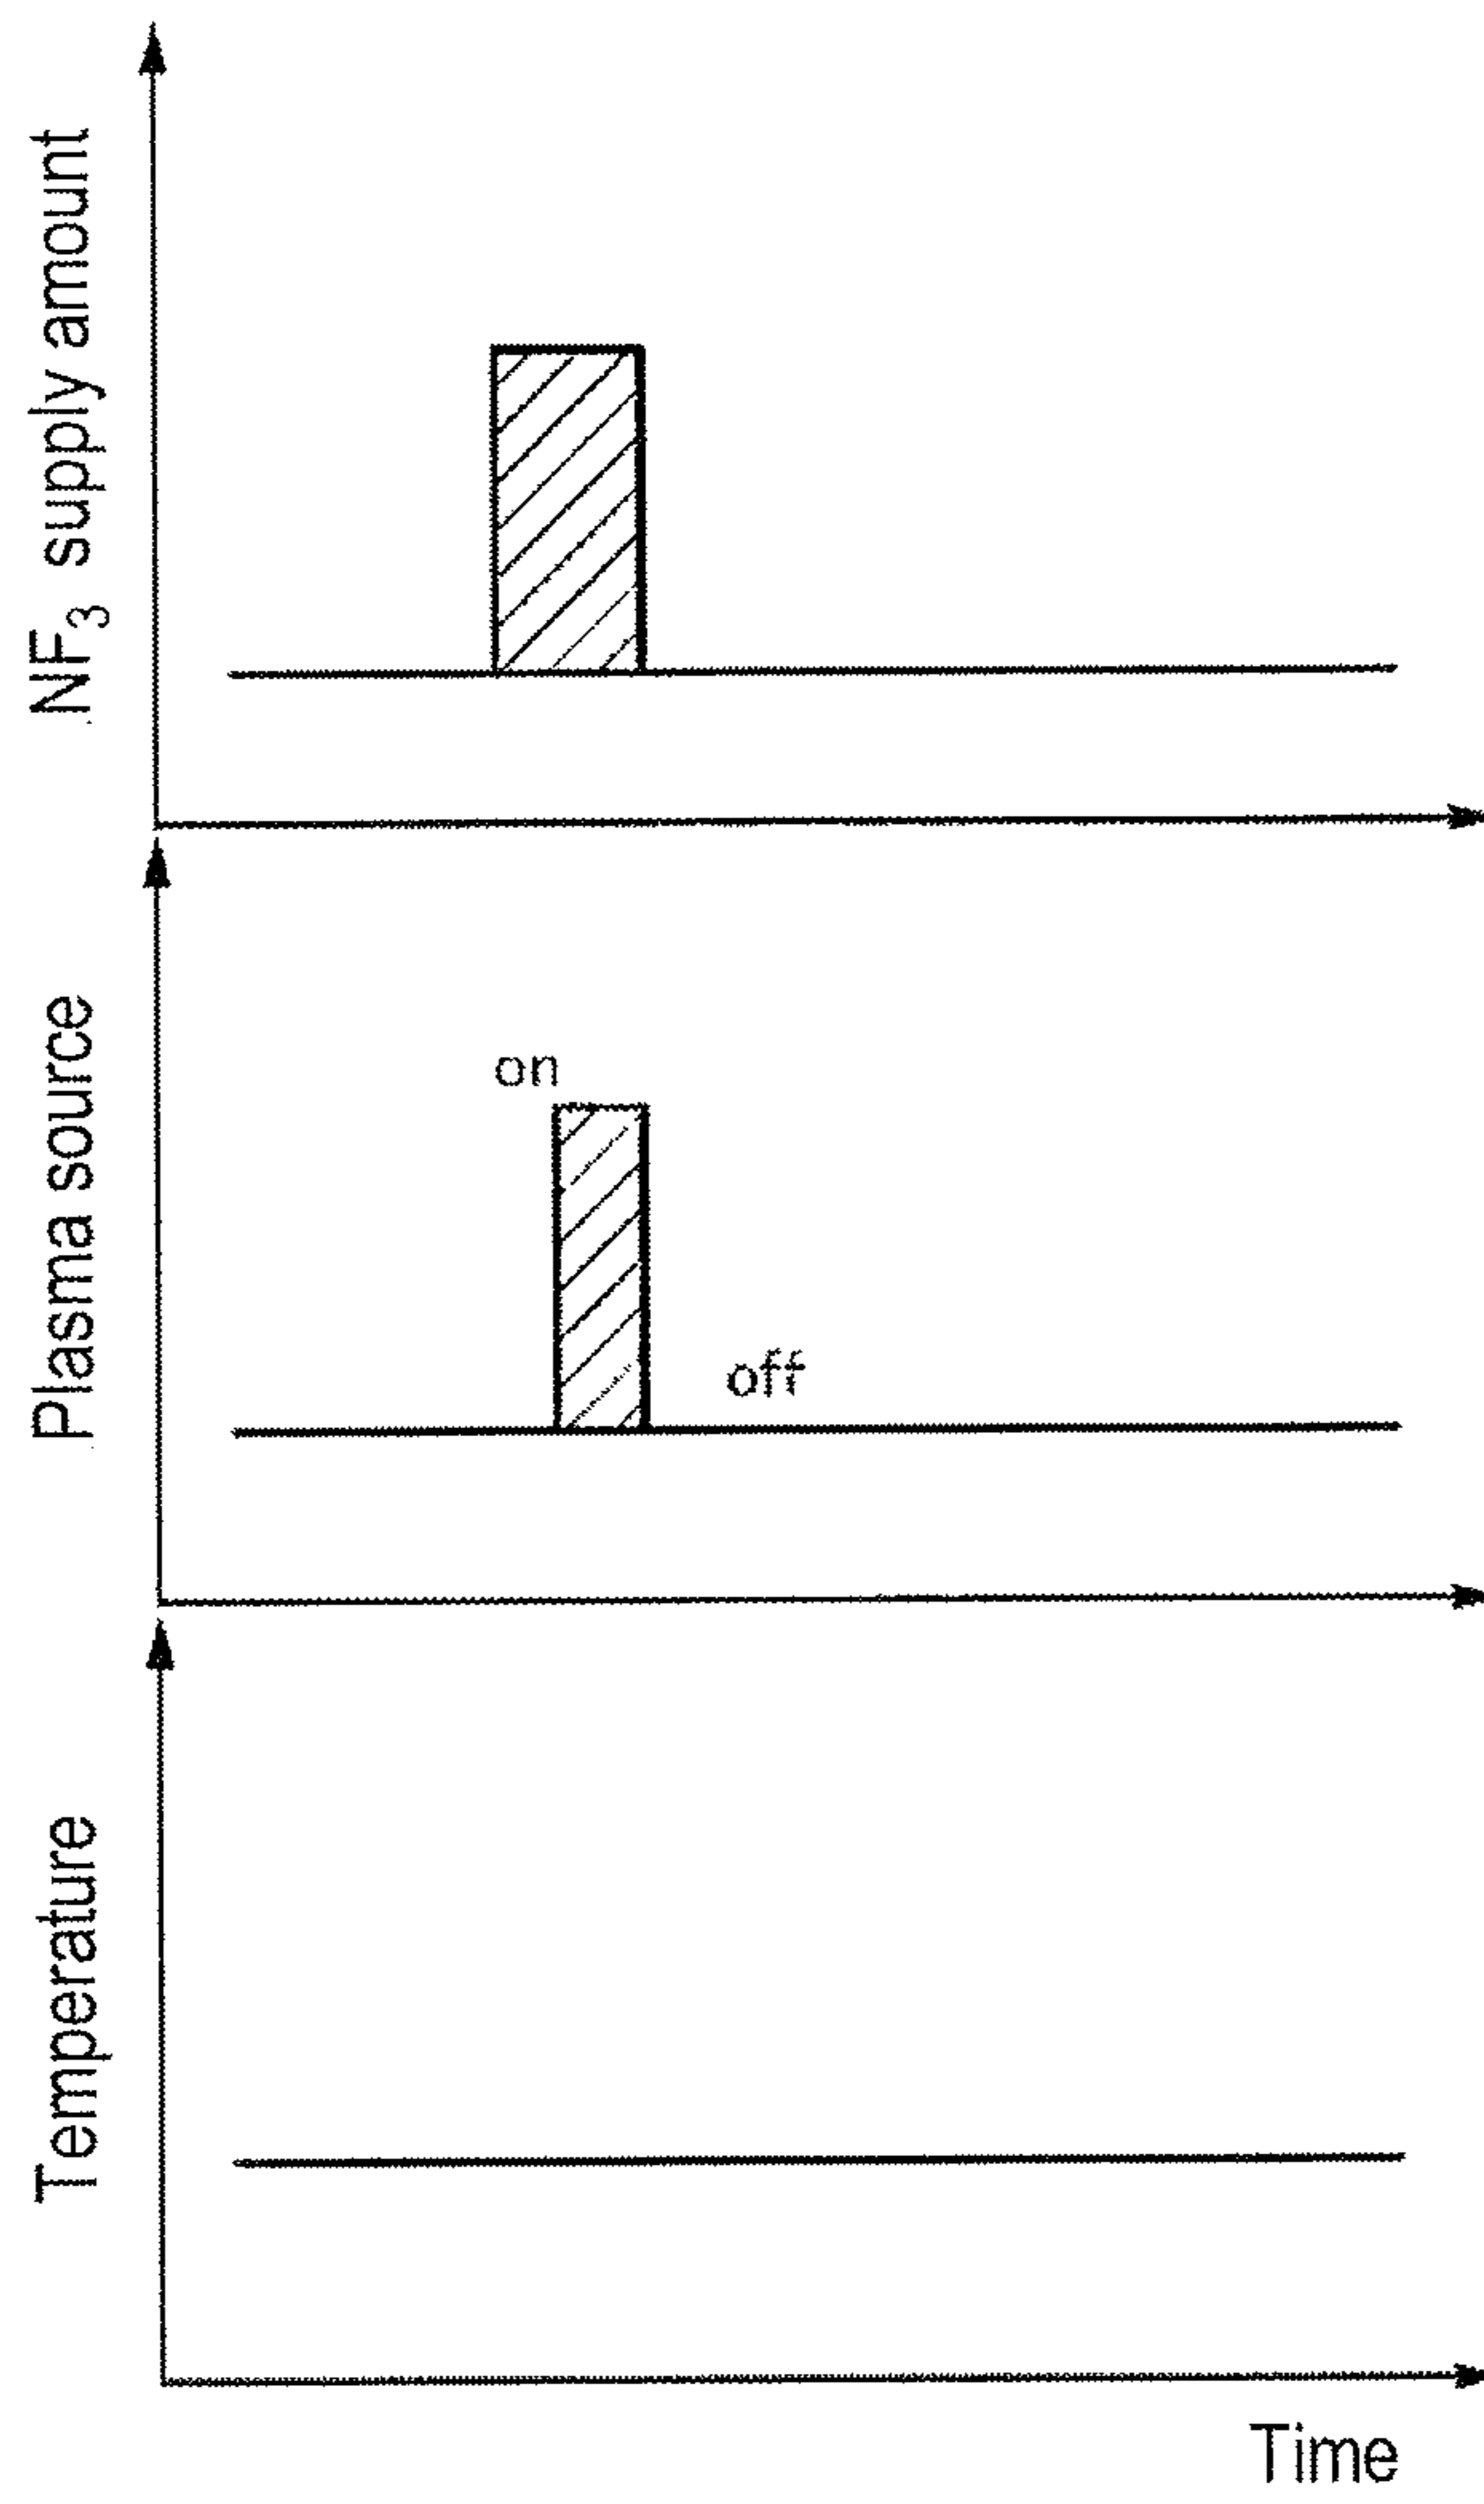 NF₃ supply amount
Plasma source
on
off
Temperature
Time